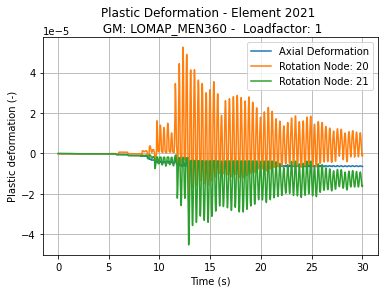 Plastic Deformation - Element 2021
GM: LOMAP_MEN360 -  Loadfactor: 1
1e−5
Axial Deformation
Rotation Node: 20
Rotation Node: 21
Plastic deformation (-)
4
2
0
−2
−4
0 5 10 15 20 25 30
Time (s)